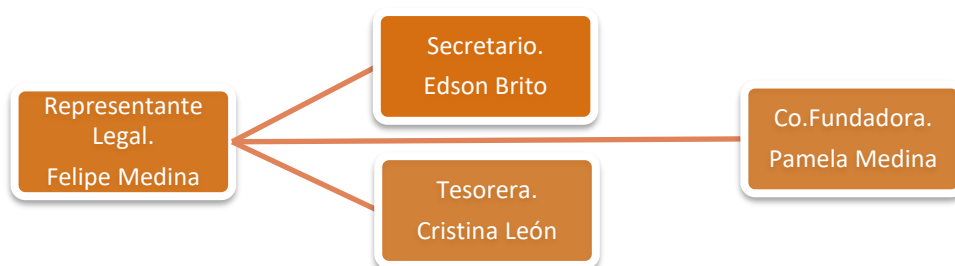 Representante
Legal.
Felipe Medina
Secretario.
Edson Brito
Tesorera.
Cristina León
Co.Fundadora.
Pamela Medina